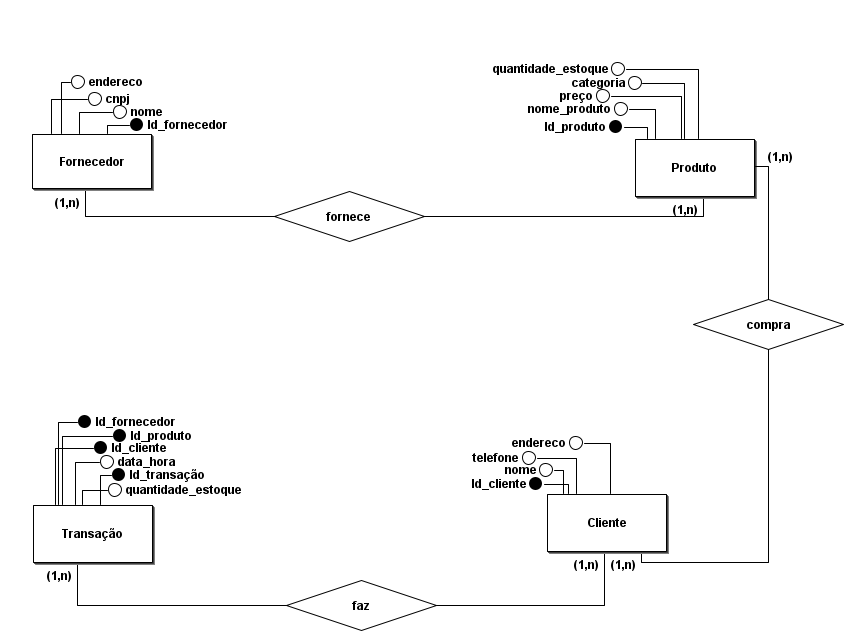 quantidade_estoque
categoria
preço
nome_produto
Id_produto
Produto
(1,n)
(1,n)
endereco
cnpj
nome
Id_fornecedor
Fornecedor
(1,n)
fornece
compra
Id_fornecedor
Id_produto
Id_cliente
data_hora
Id_transação
quantidade_estoque
Transação
(1,n)
endereco
telefone
nome
Id_cliente
Cliente
(1,n)
(1,n)
faz